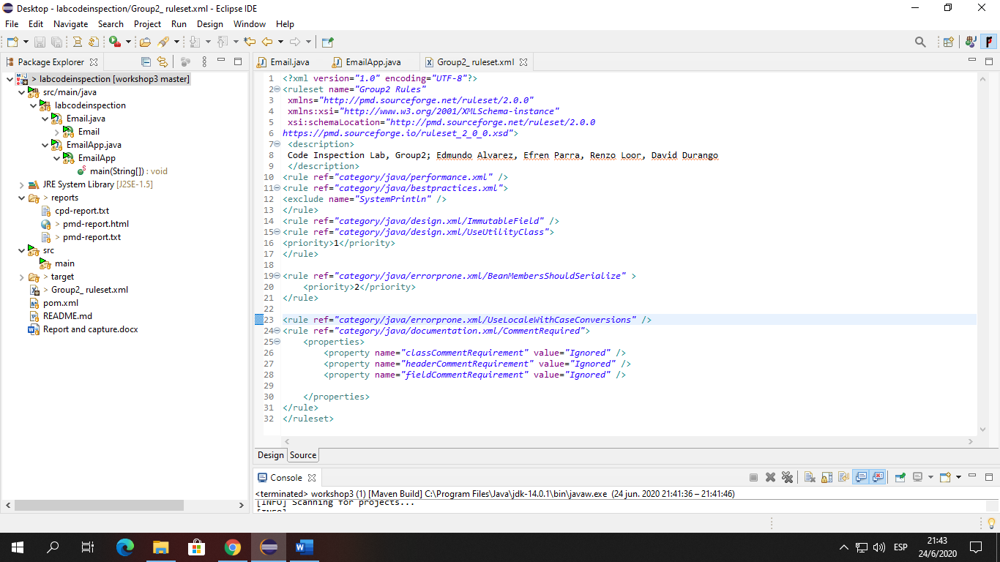 Desktop - labcodeinspection/Group2_ ruleset.xml - Eclipse IDE
File Edit Navigate Search Project Run Design Window Help
Package Explorer
> labcodeinspection [workshop3 master]
src/main/java
labcodeinspection
Email.java
Email
EmailApp.java
EmailApp
main(String[]) : void
JRE System Library [J2SE-1.5]
> reports
cpd-report.txt
> pmd-report.html
> pmd-report.txt
src
main
> target
> Group2_ ruleset.xml
pom.xml
README.md
Report and capture.docx
Email.java EmailApp.java Group2_ ruleset.xml
1 <?xml version="1.0" encoding="UTF-8"?>
2 <ruleset name="Group2 Rules"
3 xmlns="http://pmd.sourceforge.net/ruleset/2.0.0"
4 xmlns:xsi="http://www.w3.org/2001/XMLSchema-instance"
5 xsi:schemaLocation="http://pmd.sourceforge.net/ruleset/2.0.0
6 https://pmd.sourceforge.io/ruleset_2_0_0.xsd">
7 <description>
8 Code Inspection Lab, Group2; Edmundo Alvarez, Efren Parra, Renzo Loor, David Durango
9 </description>
10 <rule ref="category/java/performance.xml" />
11 <rule ref="category/java/bestpractices.xml">
12 <exclude name="SystemPrintln" />
13 </rule>
14 <rule ref="category/java/design.xml/ImmutableField" />
15 <rule ref="category/java/design.xml/UseUtilityClass">
16 <priority>1</priority>
17 </rule>
18
19 <rule ref="category/java/errorprone.xml/BeanMembersShouldSerialize" >
20 <priority>2</priority>
21 </rule>
22
23 <rule ref="category/java/errorprone.xml/UseLocaleWithCaseConversions" />
24 <rule ref="category/java/documentation.xml/CommentRequired">
25 <properties>
26 <property name="classCommentRequirement" value="Ignored" />
27 <property name="headerCommentRequirement" value="Ignored" />
28 <property name="fieldCommentRequirement" value="Ignored" />
29
30 </properties>
31 </rule>
32 </ruleset>
Design Source
Console
<terminated> workshop3 (1) [Maven Build] C:\Program Files\Java\jdk-14.0.1\bin\javaw.exe (24 jun. 2020 21:41:36 – 21:41:46)
[INFO] Scanning for projects...
[INFO]
ESP
21:43
24/6/2020